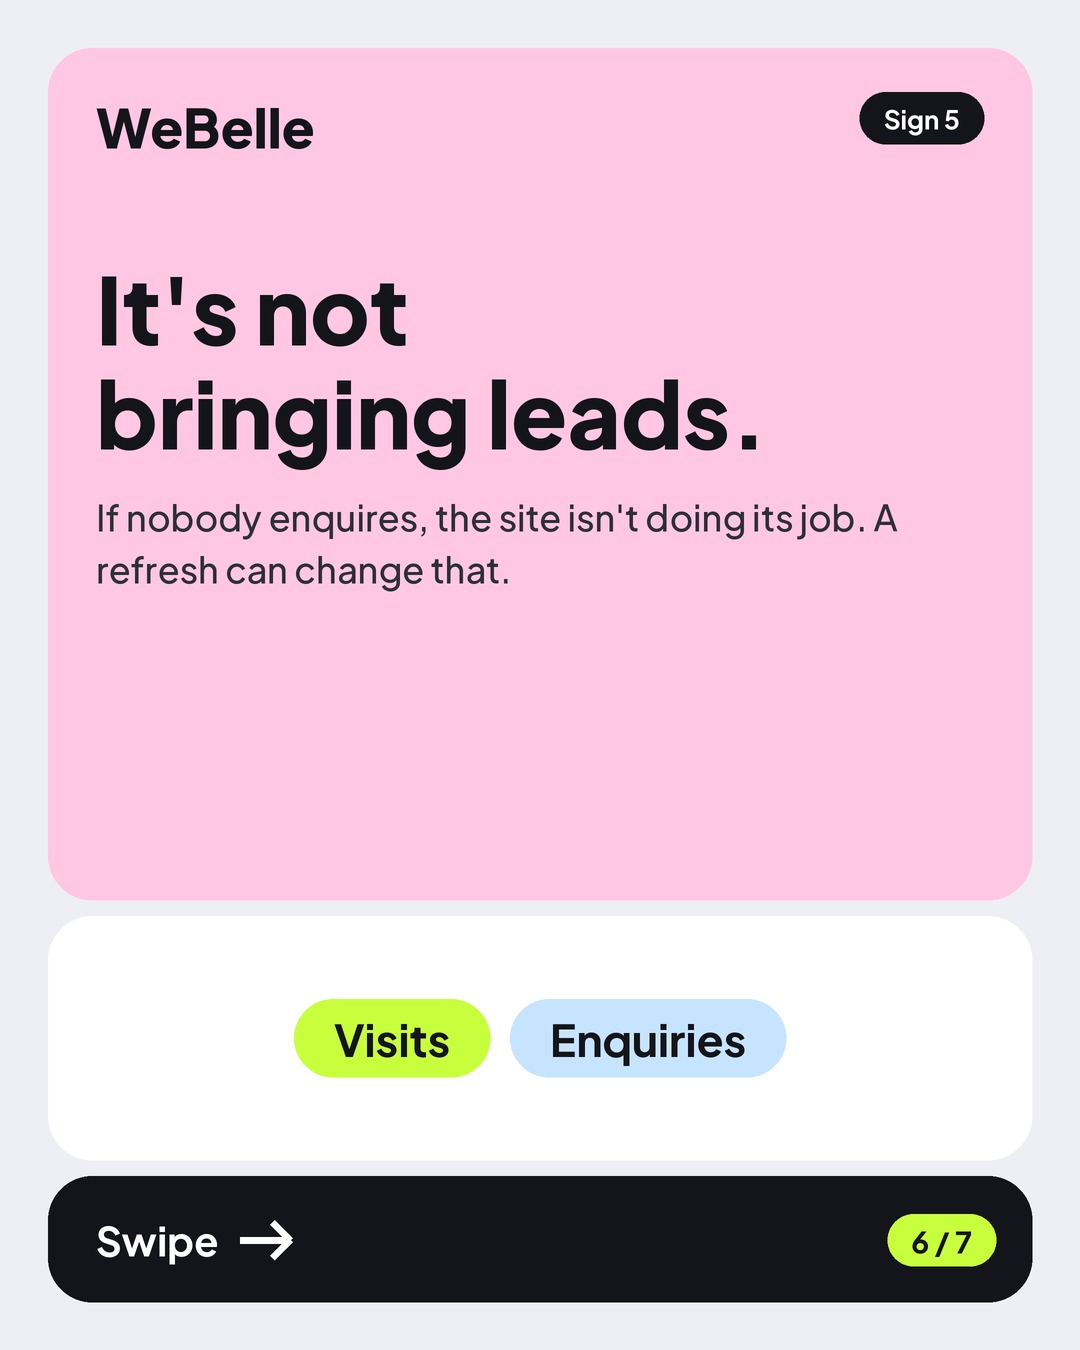 WeBelle
Sign 5
It's not
bringing leads.
If nobody enquires, the site isn't doing its job. A
refresh can change that.
Visits
Enquiries
Swipe →
6 / 7